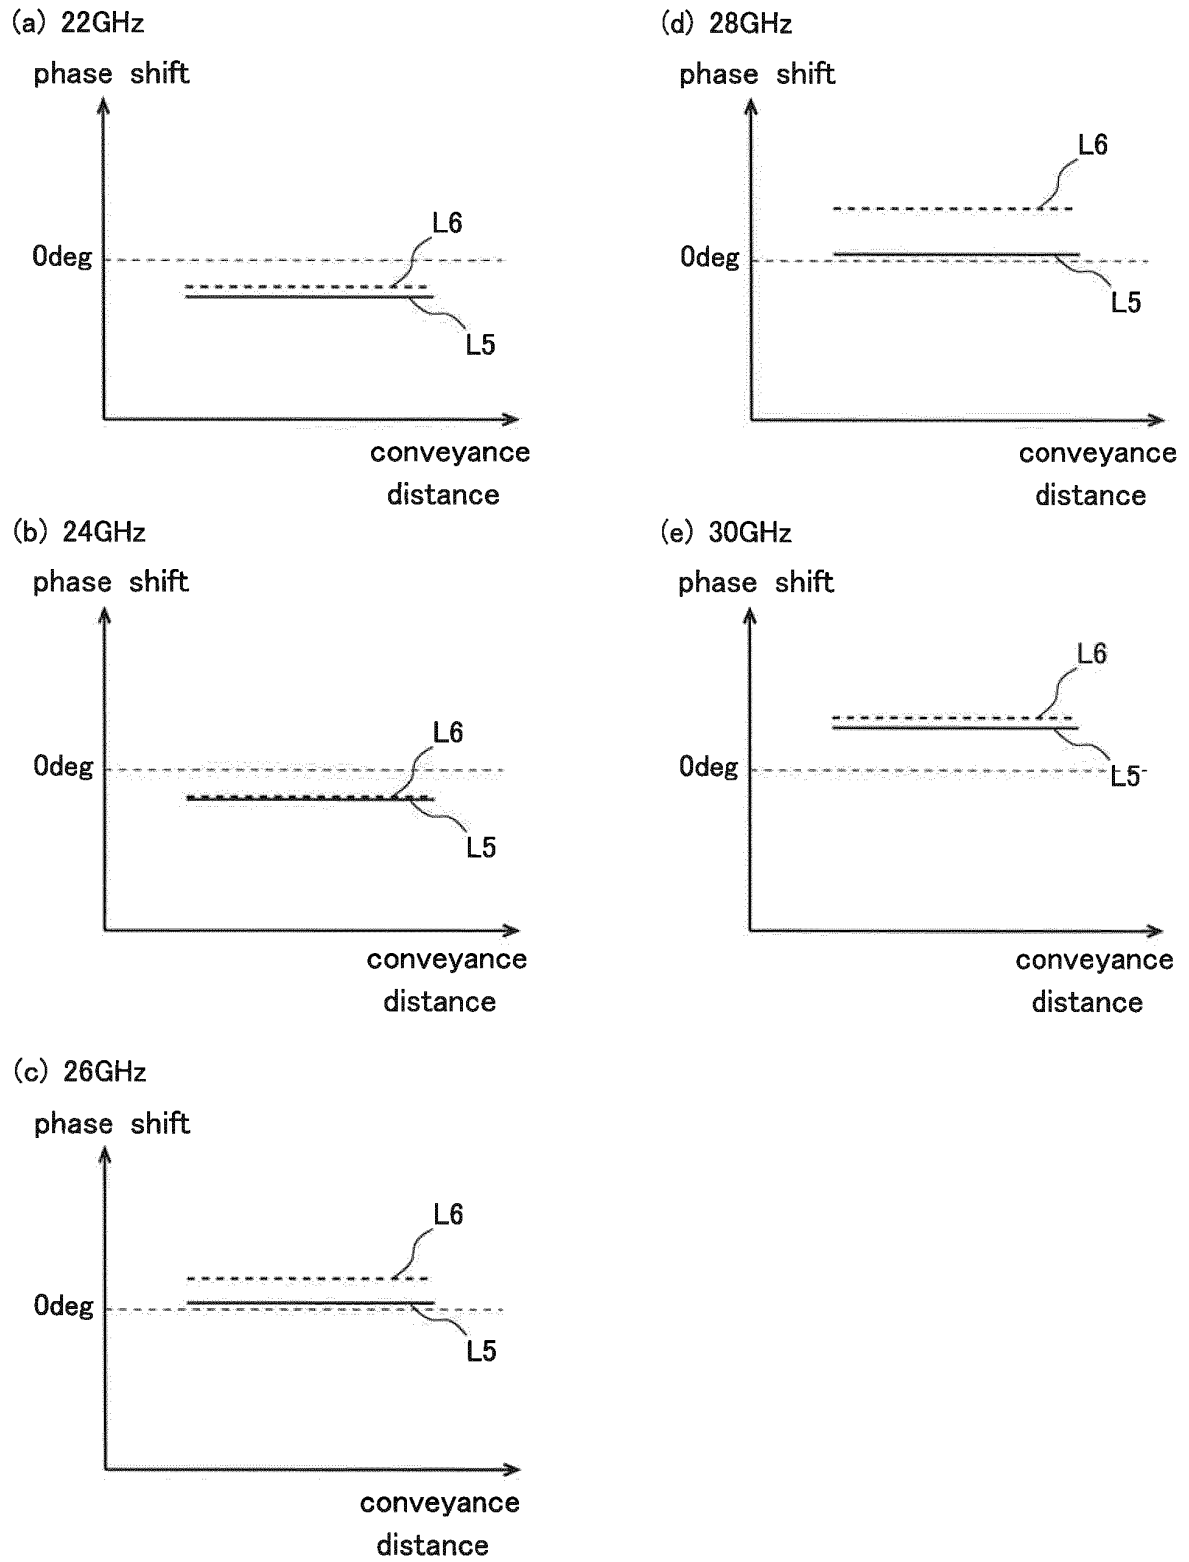 (a) 22GHz
phase shift
L6
0deg
L5
conveyance
distance
(b) 24GHz
phase shift
L6
0deg
L5
conveyance
distance
(c) 26GHz
phase shift
L6
0deg
L5
conveyance
distance
(d) 28GHz
phase shift
L6
0deg
L5
conveyance
distance
(e) 30GHz
phase shift
L6
0deg
L5
conveyance
distance